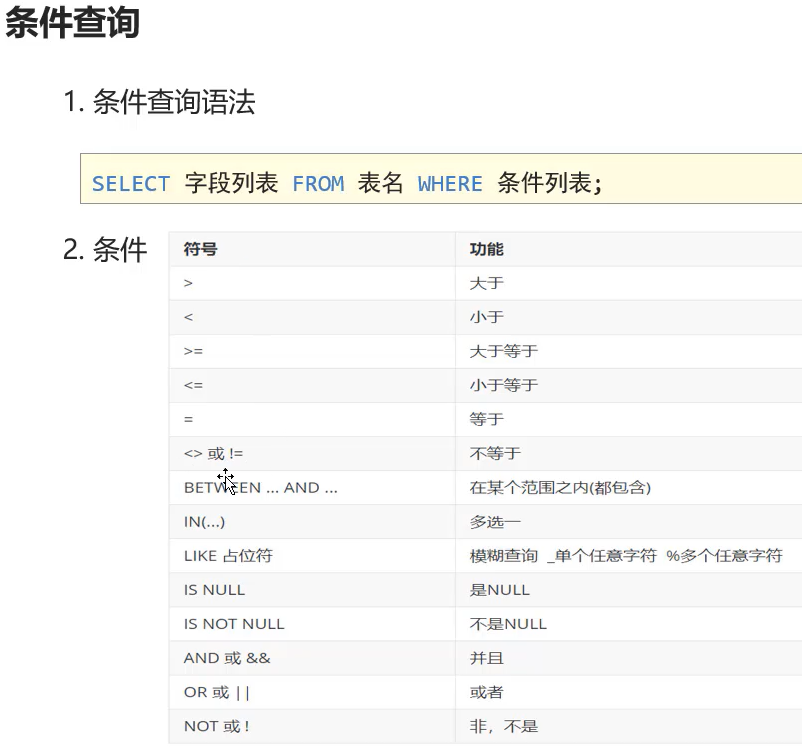 条件查询
1. 条件查询语法
SELECT 字段列表 FROM 表名 WHERE 条件列表;
2. 条件
符号 功能
> 大于
< 小于
>= 大于等于
<= 小于等于
= 等于
<> 或 != 不等于
BETWEEN ... AND ... 在某个范围之内(都包含)
IN(...) 多选一
LIKE 占位符 模糊查询 _单个任意字符 %多个任意字符
IS NULL 是NULL
IS NOT NULL 不是NULL
AND 或 && 并且
OR 或 || 或者
NOT 或 ! 非，不是